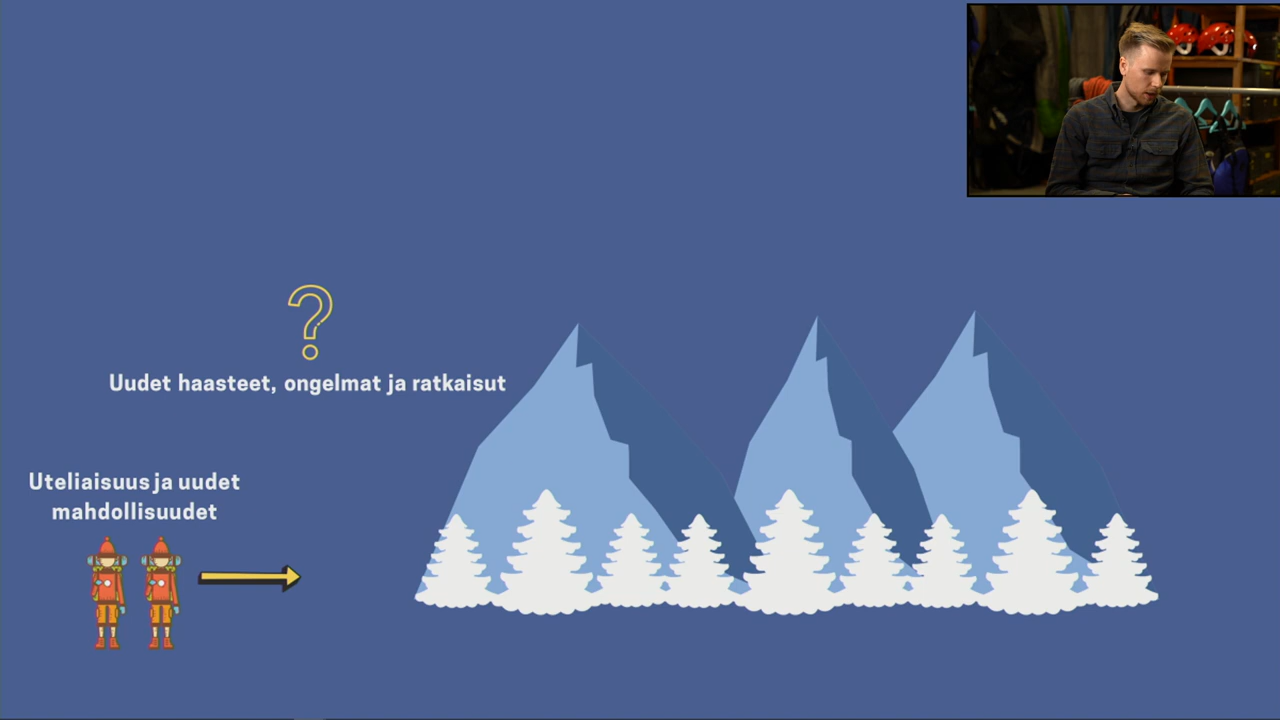 ?
Uudet haasteet, ongelmat ja ratkaisut
Uteliaisuus ja uudet
mahdollisuudet